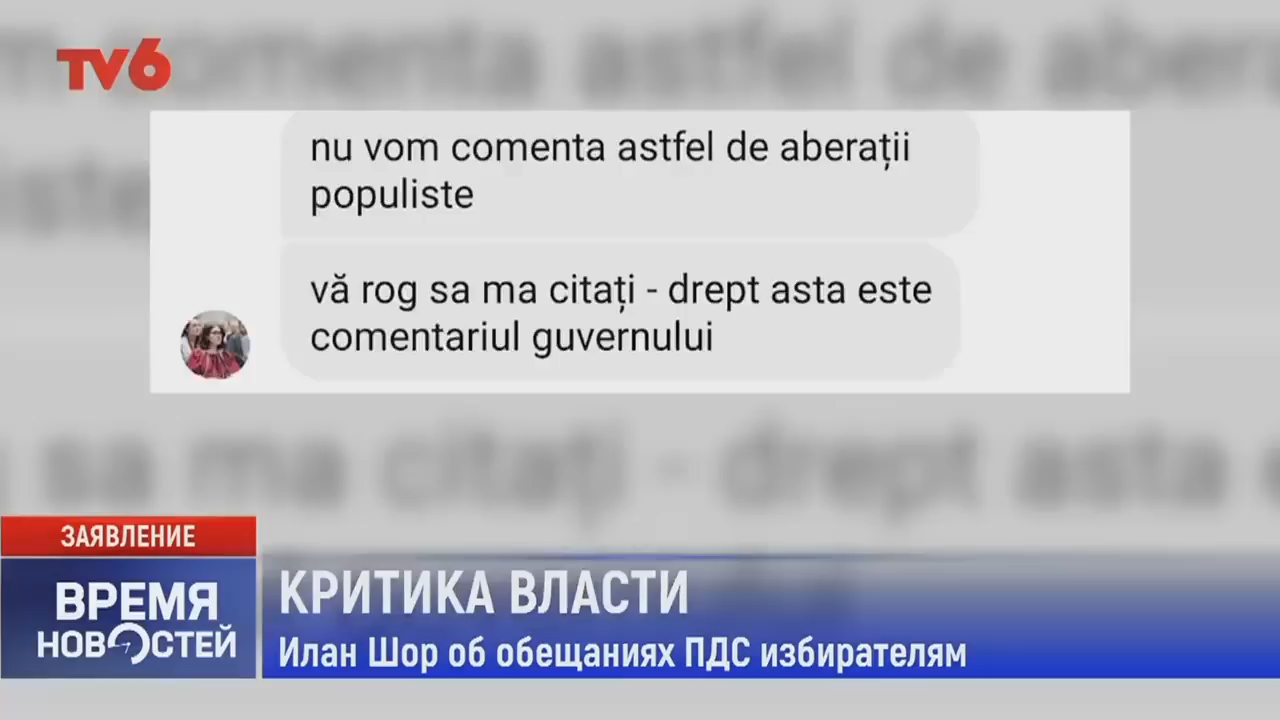 TV6
nu vom comenta astfel de aberații
populiste
vă rog sa ma citați - drept asta este
comentariul guvernului
ЗАЯВЛЕНИЕ
ВРЕМЯ
НОВОСТЕЙ
КРИТИКА ВЛАСТИ
Илан Шор об обещаниях ПДС избирателям